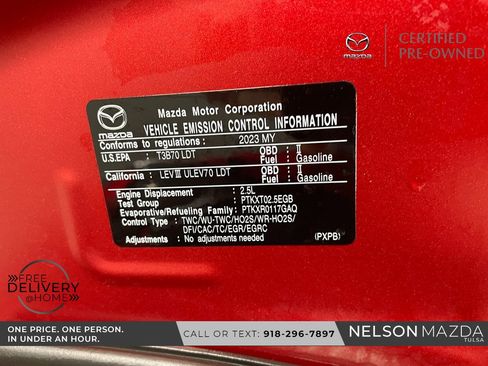 CERTIFIED
PRE-OWNED
mazda
Mazda Motor Corporation
VEHICLE EMISSION CONTROL INFORMATION
Conforms to regulations : 2023 MY
U.S.EPA : T3B70 LDT OBD : II
Fuel : Gasoline
California : LEVIII ULEV70 LDT OBD : II
Fuel : Gasoline
Engine Displacement : 2.5L
Test Group : PTKXT02.5EGB
Evaporative/Refueling Family : PTKXR0117GAQ
Control Type : TWC/WU-TWC/HO2S/WR-HO2S/
DFI/CAC/TC/EGR/EGRC
Adjustments : No adjustments needed (PXPB)
FREE
DELIVERY
@HOME
ONE PRICE. ONE PERSON.
IN UNDER AN HOUR.
CALL OR TEXT: 918-296-7897
NELSON MAZDA
TULSA